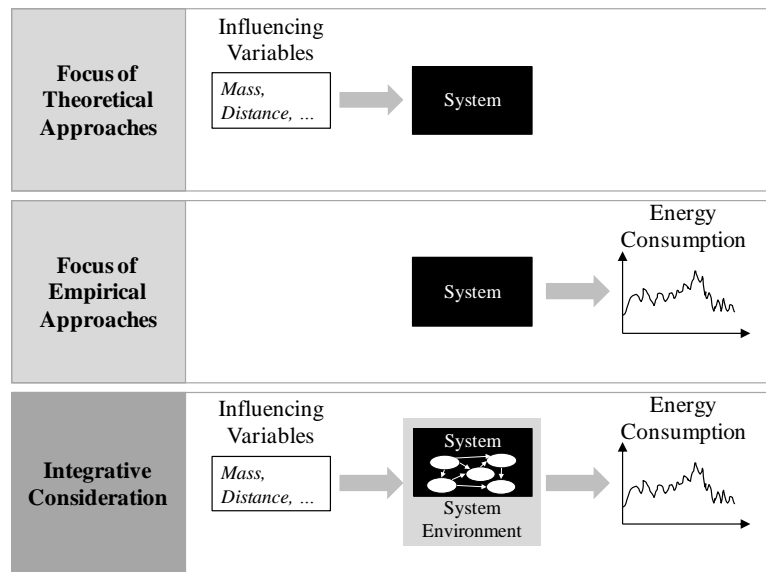 Focus of
Theoretical
Approaches
Influencing
Variables
Mass,
Distance, ...
System
Focus of
Empirical
Approaches
System
Energy
Consumption
Integrative
Consideration
Influencing
Variables
Mass,
Distance, ...
System
System
Environment
Energy
Consumption